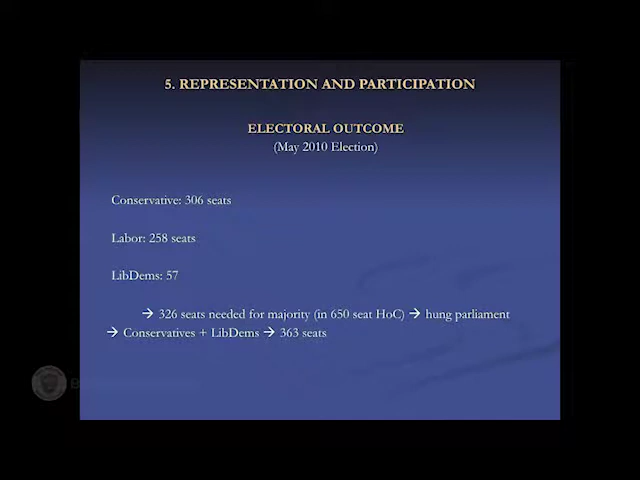 5. REPRESENTATION AND PARTICIPATION
ELECTORAL OUTCOME
(May 2010 Election)
Conservative: 306 seats
Labor: 258 seats
LibDems: 57
→ 326 seats needed for majority (in 650 seat HoC) → hung parliament
→ Conservatives + LibDems → 363 seats